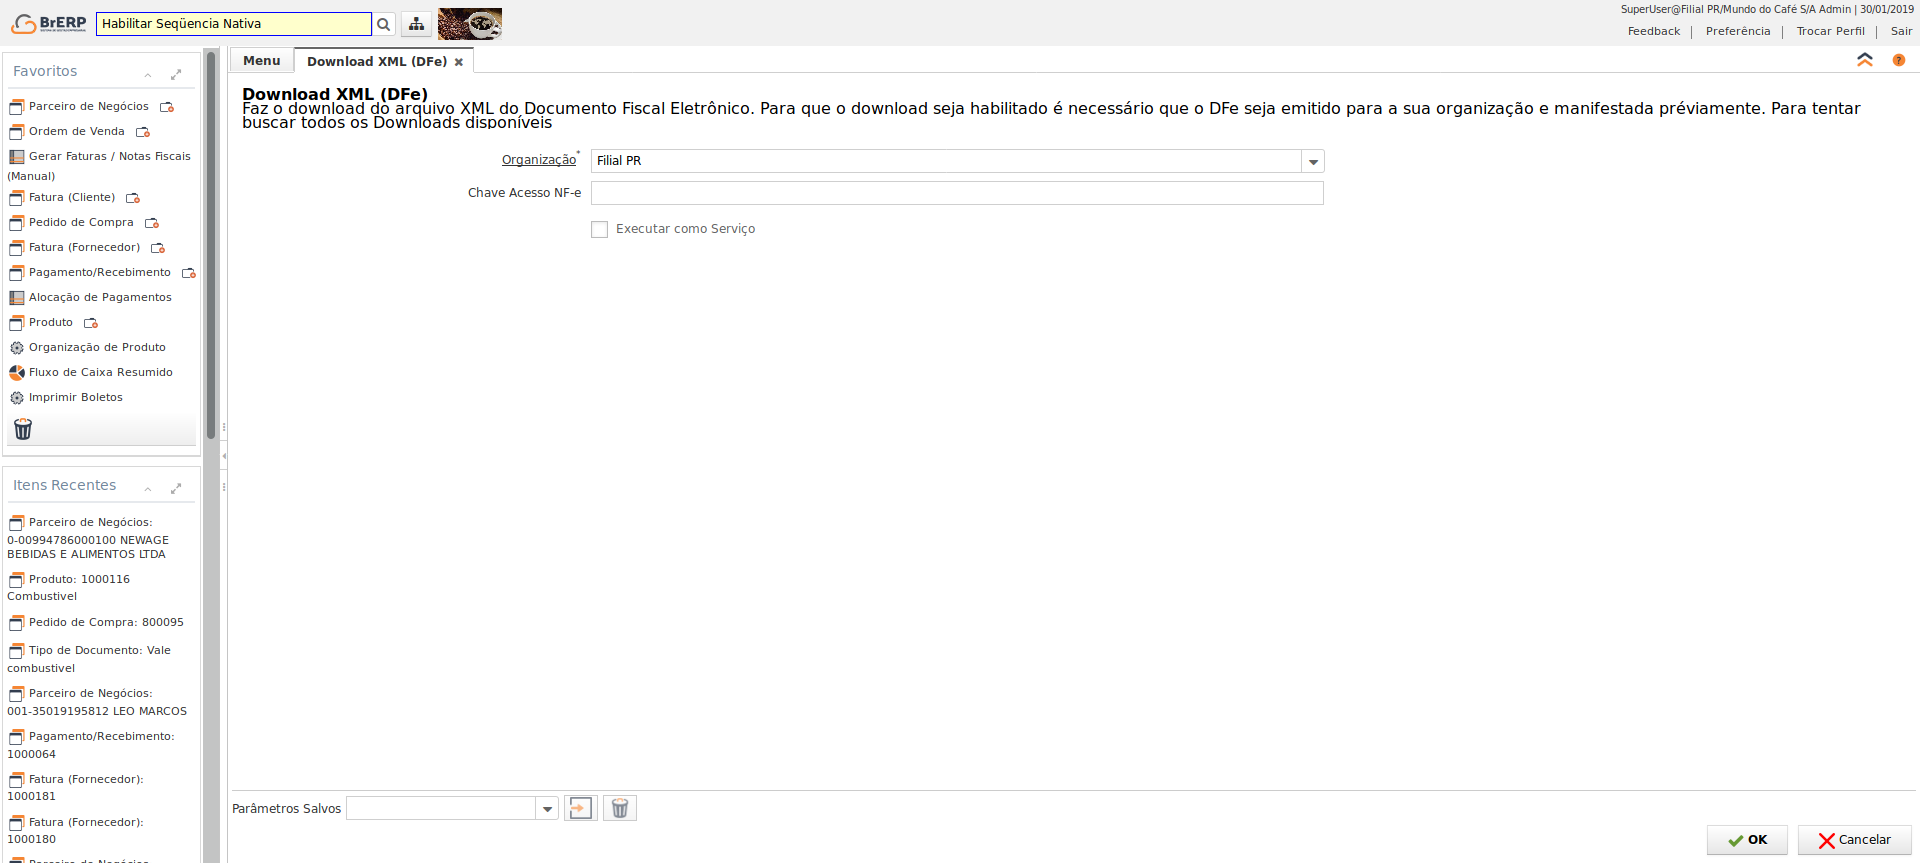 BrERP
Habilitar Seqüencia Nativa
SuperUser@Filial PR/Mundo do Café S/A Admin | 30/01/2019
Feedback | Preferência | Trocar Perfil | Sair
Favoritos
Parceiro de Negócios
Ordem de Venda
Gerar Faturas / Notas Fiscais
(Manual)
Fatura (Cliente)
Pedido de Compra
Fatura (Fornecedor)
Pagamento/Recebimento
Alocação de Pagamentos
Produto
Organização de Produto
Fluxo de Caixa Resumido
Imprimir Boletos
Itens Recentes
Parceiro de Negócios:
0-00994786000100 NEWAGE
BEBIDAS E ALIMENTOS LTDA
Produto: 1000116
Combustivel
Pedido de Compra: 800095
Tipo de Documento: Vale
combustivel
Parceiro de Negócios:
001-35019195812 LEO MARCOS
Pagamento/Recebimento:
1000064
Fatura (Fornecedor):
1000181
Fatura (Fornecedor):
1000180
Menu
Download XML (DFe)
Download XML (DFe)
Faz o download do arquivo XML do Documento Fiscal Eletrônico. Para que o download seja habilitado é necessário que o DFe seja emitido para a sua organização e manifestada préviamente. Para tentar
buscar todos os Downloads disponíveis
Organização*
Filial PR
Chave Acesso NF-e
Executar como Serviço
Parâmetros Salvos
OK
Cancelar